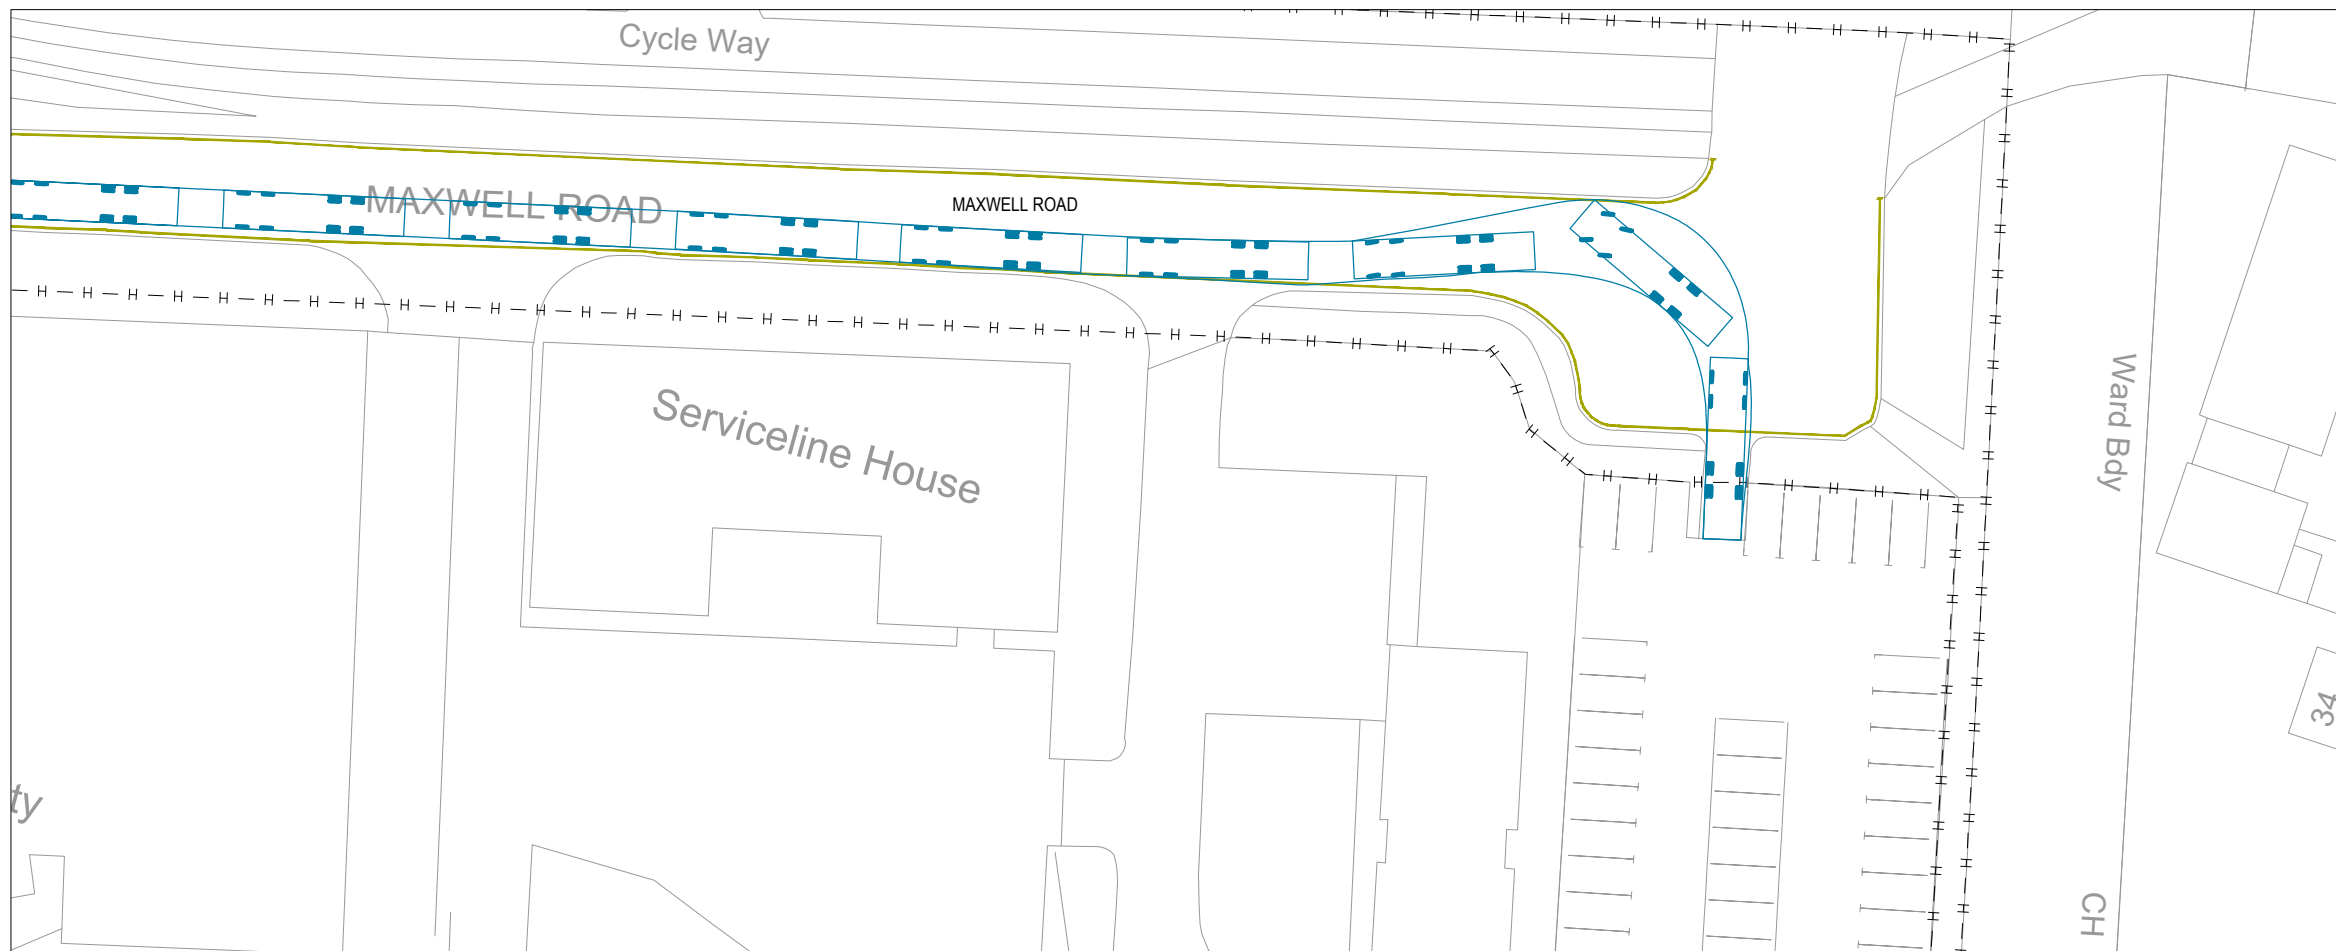 Cycle Way
MAXWELL ROAD
MAXWELL ROAD
Serviceline House
Ward Bdy
34
ty
CH